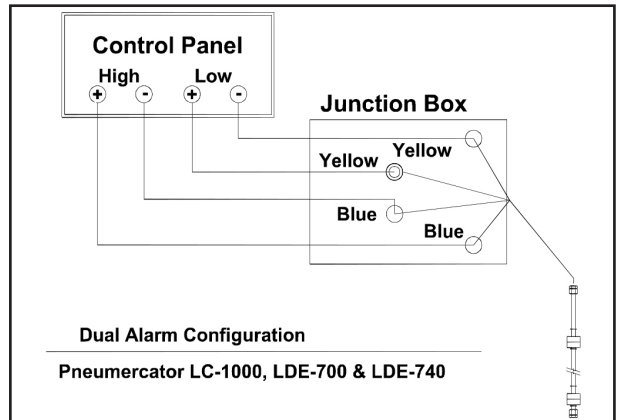 Control Panel
High Low
+ - + -
Junction Box
Yellow Yellow
Blue
Blue
Dual Alarm Configuration
Pneumercator LC-1000, LDE-700 & LDE-740